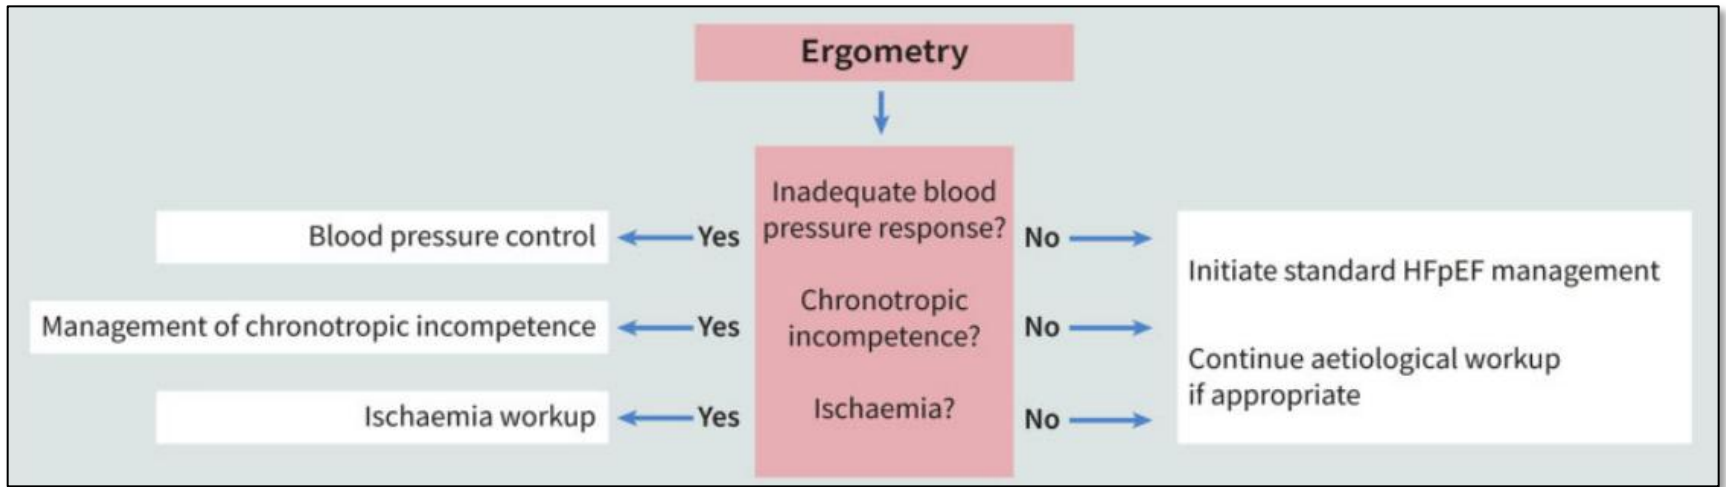 Ergometry
Inadequate blood
pressure response?
Blood pressure control
Yes
No
Chronotropic
incompetence?
Management of chronotropic incompetence
Yes
No
Ischaemia?
Ischaemia workup
Yes
No
Initiate standard HFpEF management
Continue aetiological workup
if appropriate